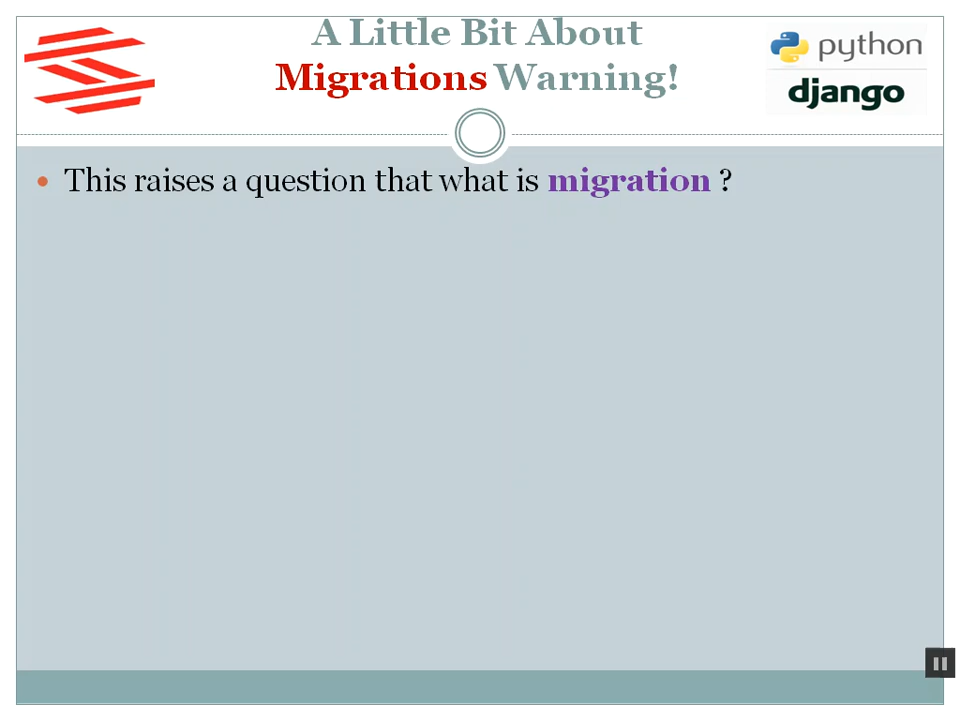 A Little Bit About
Migrations Warning!
python
django
This raises a question that what is migration ?